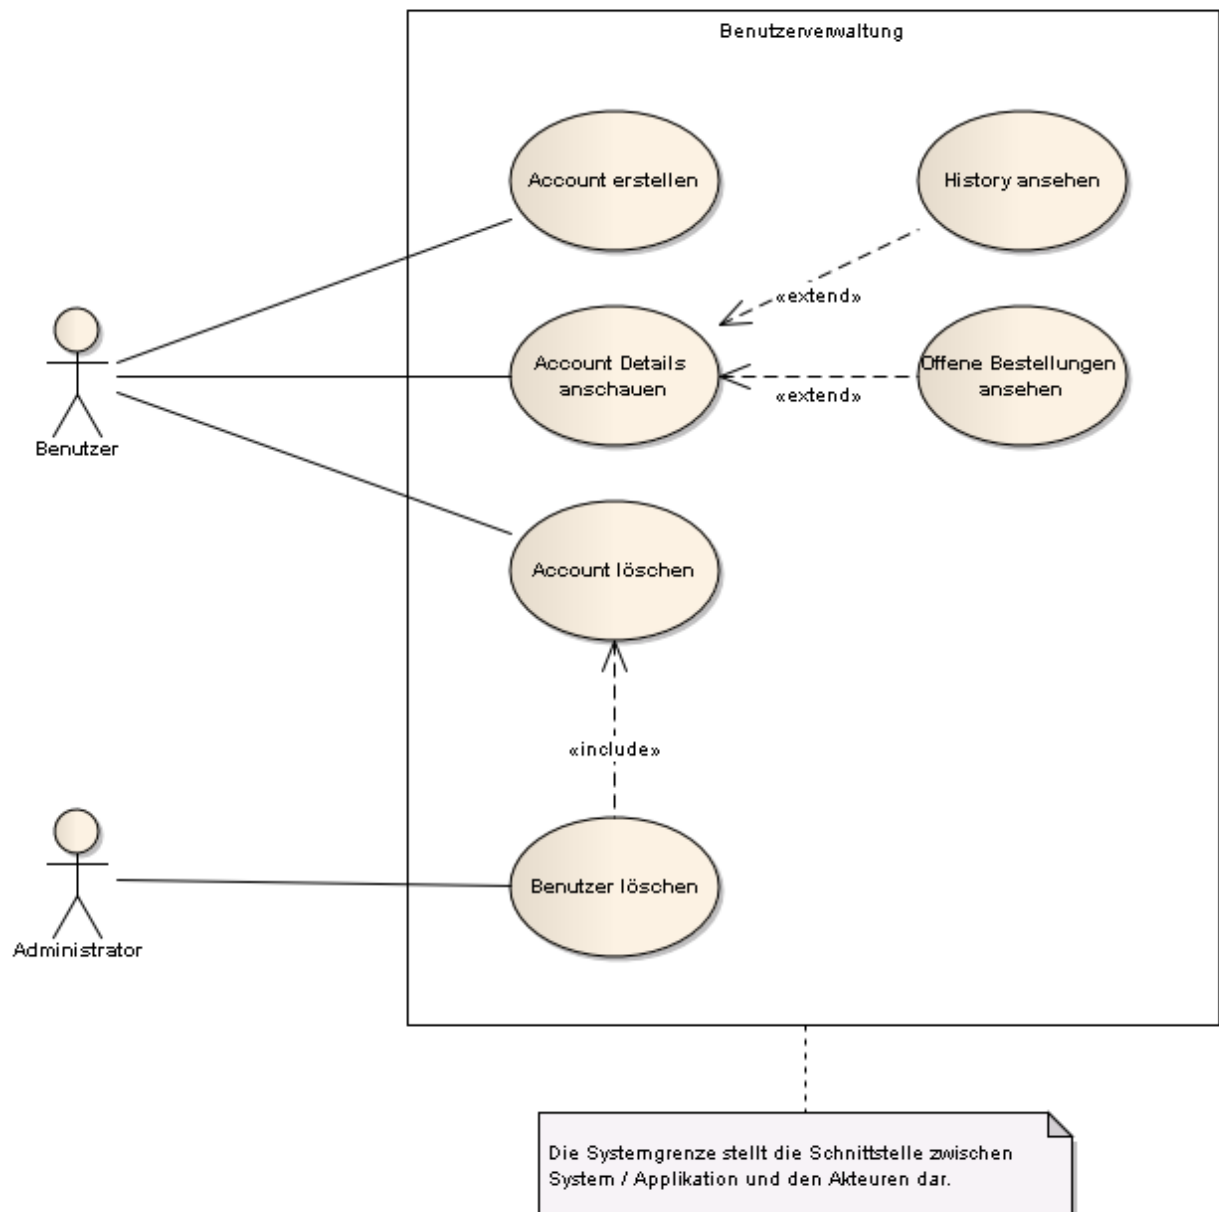 Benutzerverwaltung
Account erstellen
History ansehen
«extend»
Account Details
anschauen
Offene Bestellungen
ansehen
«extend»
Benutzer
Account löschen
«include»
Benutzer löschen
Administrator
Die Systemgrenze stellt die Schnittstelle zwischen
System / Applikation und den Akteuren dar.